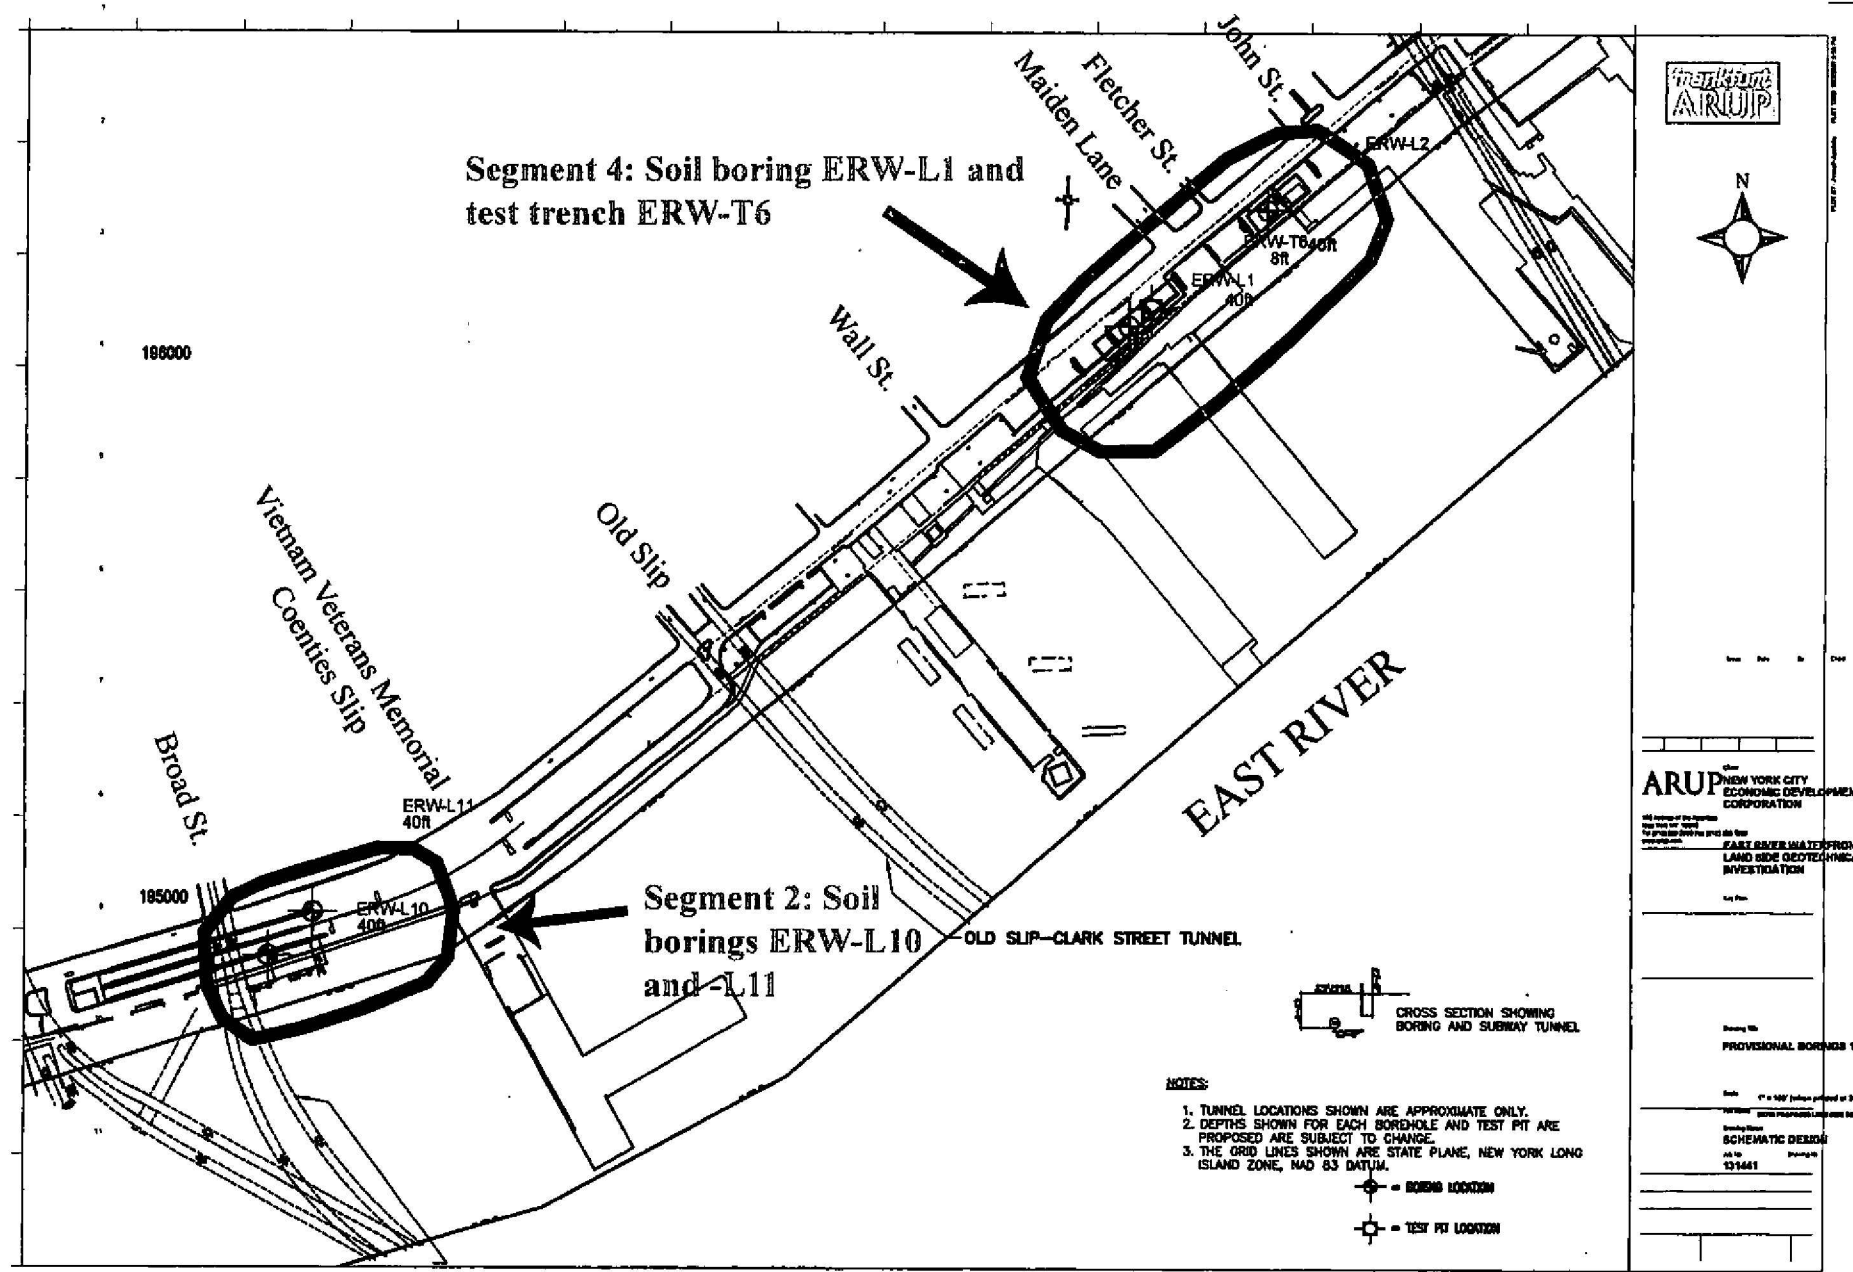 John St.
Fletcher St.
Maiden Lane
ARUP
ERW-L2
Segment 4: Soil boring ERW-L1 and
test trench ERW-T6
N
ERW-T6
8ft
ERW-L1
40ft
Wall St.
196000
Old Slip
Vietnam Veterans Memorial
Coenties Slip
EAST RIVER
Broad St.
ERW-L11
40ft
ARUP
NEW YORK CITY
ECONOMIC DEVELOPMEN
CORPORATION
EAST RIVER WATERFRON
LAND SIDE GEOTECHNICA
INVESTIGATION
195000
ERW-L10
40ft
Segment 2: Soil
borings ERW-L10
and -L11
OLD SLIP-CLARK STREET TUNNEL
CROSS SECTION SHOWING
BORING AND SUBWAY TUNNEL
PROVISIONAL BORINGS 1
NOTES:
1. TUNNEL LOCATIONS SHOWN ARE APPROXIMATE ONLY.
2. DEPTHS SHOWN FOR EACH BOREHOLE AND TEST PIT ARE
PROPOSED ARE SUBJECT TO CHANGE.
3. THE GRID LINES SHOWN ARE STATE PLANE, NEW YORK LONG
ISLAND ZONE, NAD 83 DATUM.
= BORING LOCATION
= TEST PIT LOCATION
SCHEMATIC DESIGN
131441